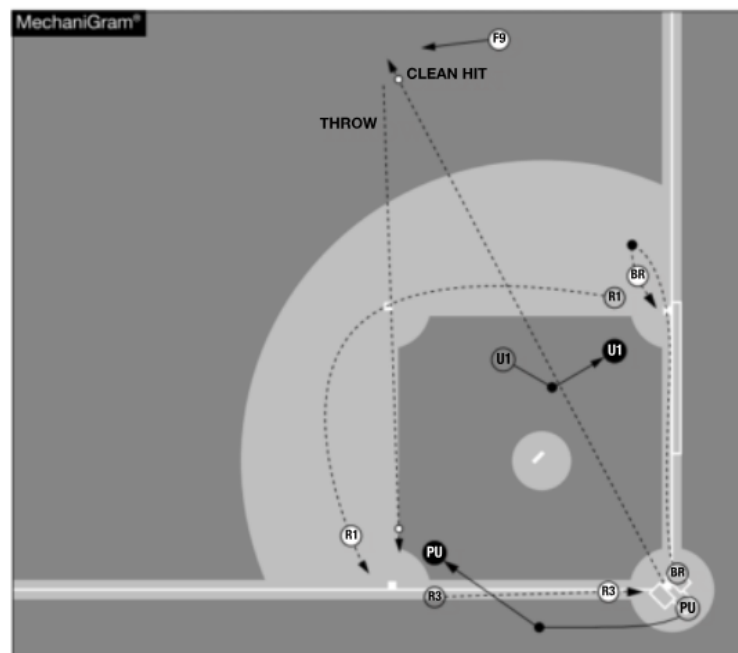 MechaniGram®
F9
CLEAN HIT
THROW
BR
R1
U1
U1
R1
PU
BR
R3
R3
PU